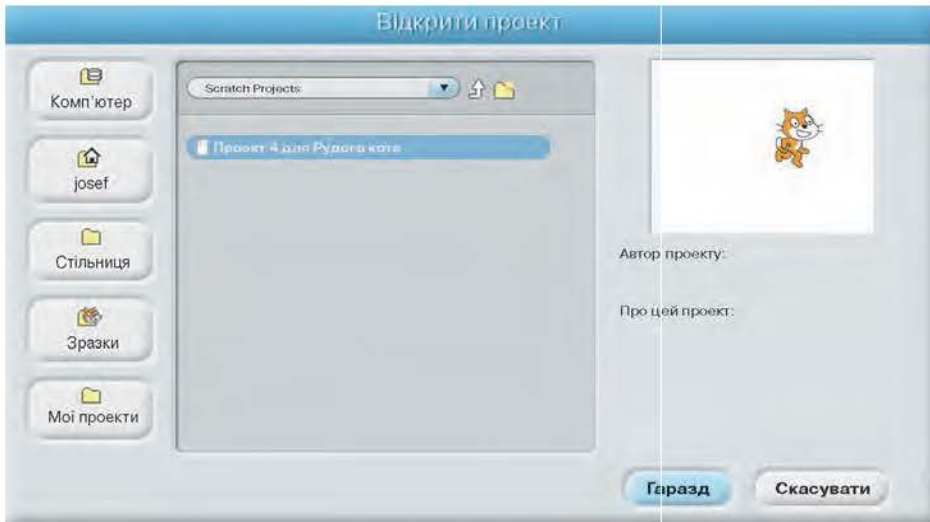 Відкрити проект
Комп'ютер
josef
Стільниця
Зразки
Мої проекти
Scratch Projects
Проект 4 для Рудого кота
Автор проекту:
Про цей проект:
Гаразд
Скасувати